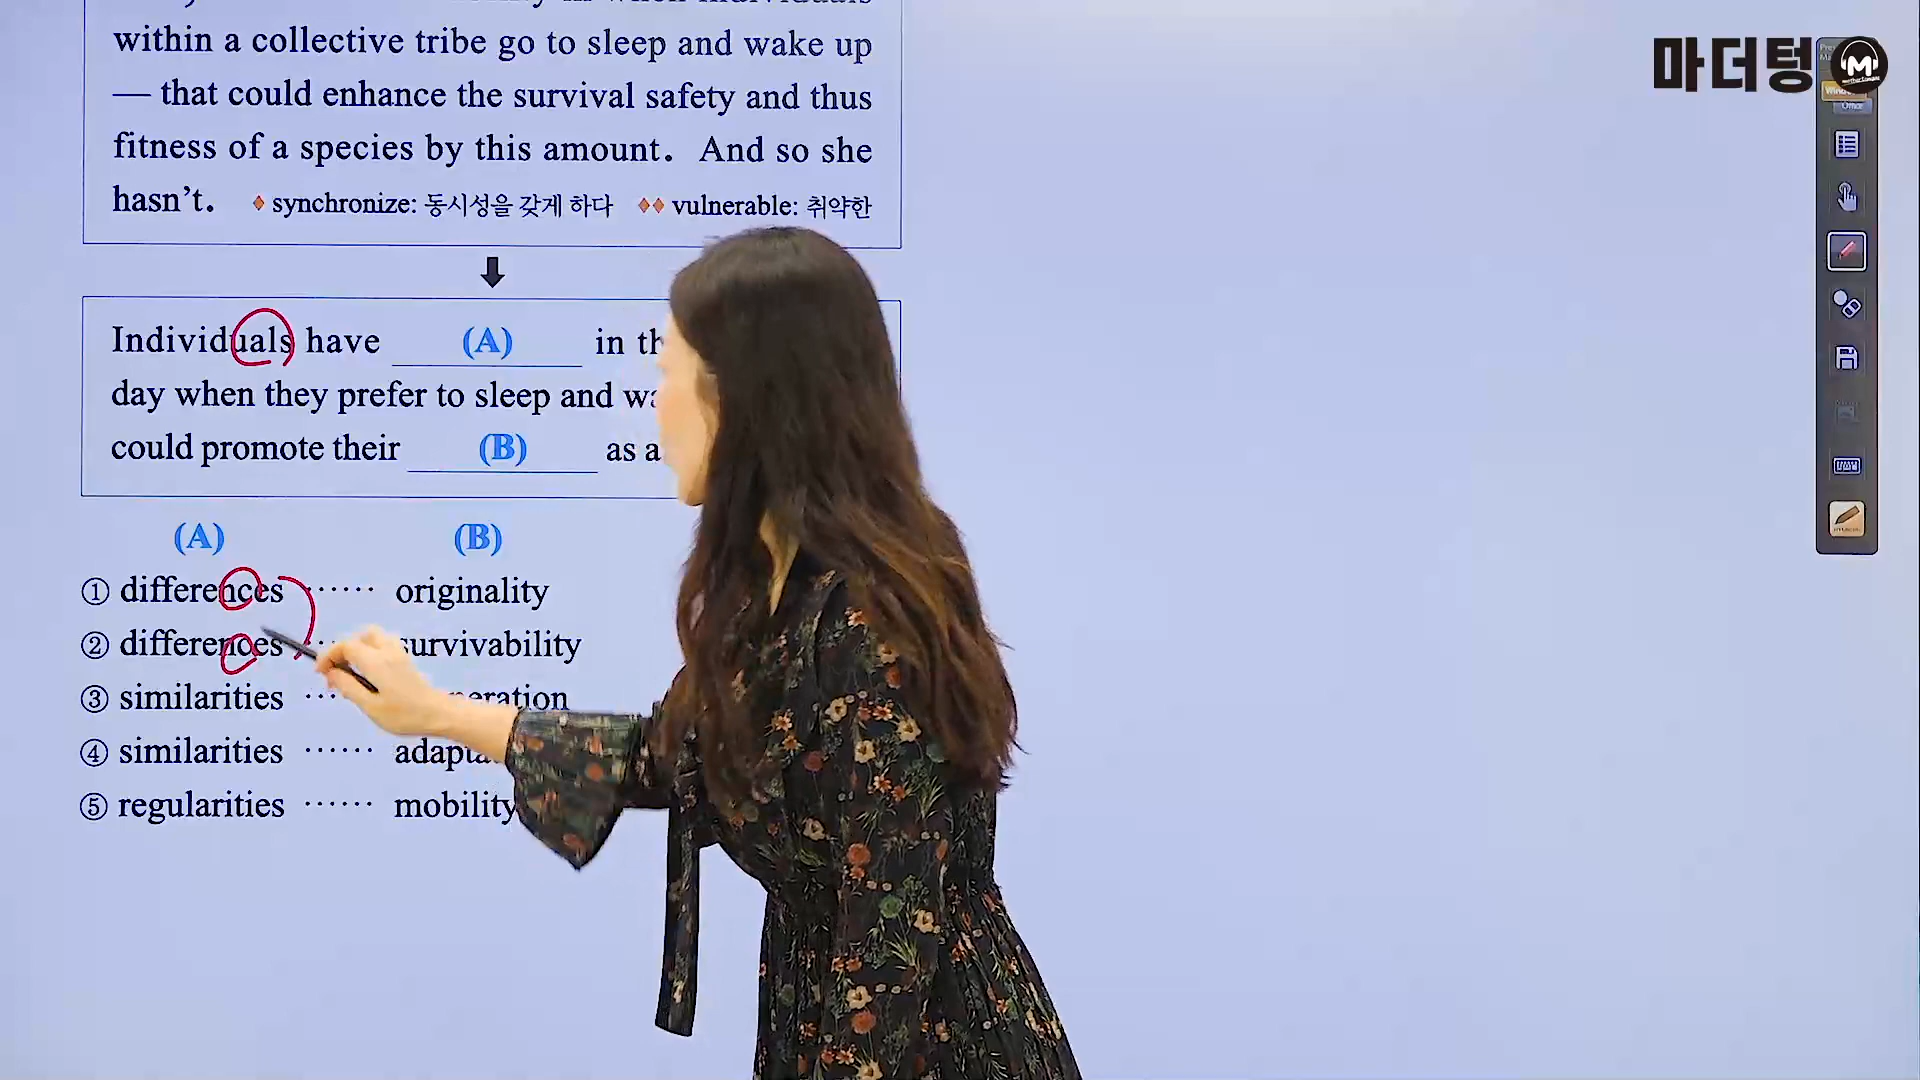 within a collective tribe go to sleep and wake up
— that could enhance the survival safety and thus
fitness of a species by this amount. And so she
hasn't. ♦ synchronize: 동시성을 갖게 하다 ♦♦ vulnerable: 취약한
Individuals have (A) in
day when they prefer to sleep and
could promote their (B) as
(A) (B)
① differences ······ originality
② differences survivability
③ similarities
④ similarities ······
⑤ regularities ······ mobility
마더텅
M